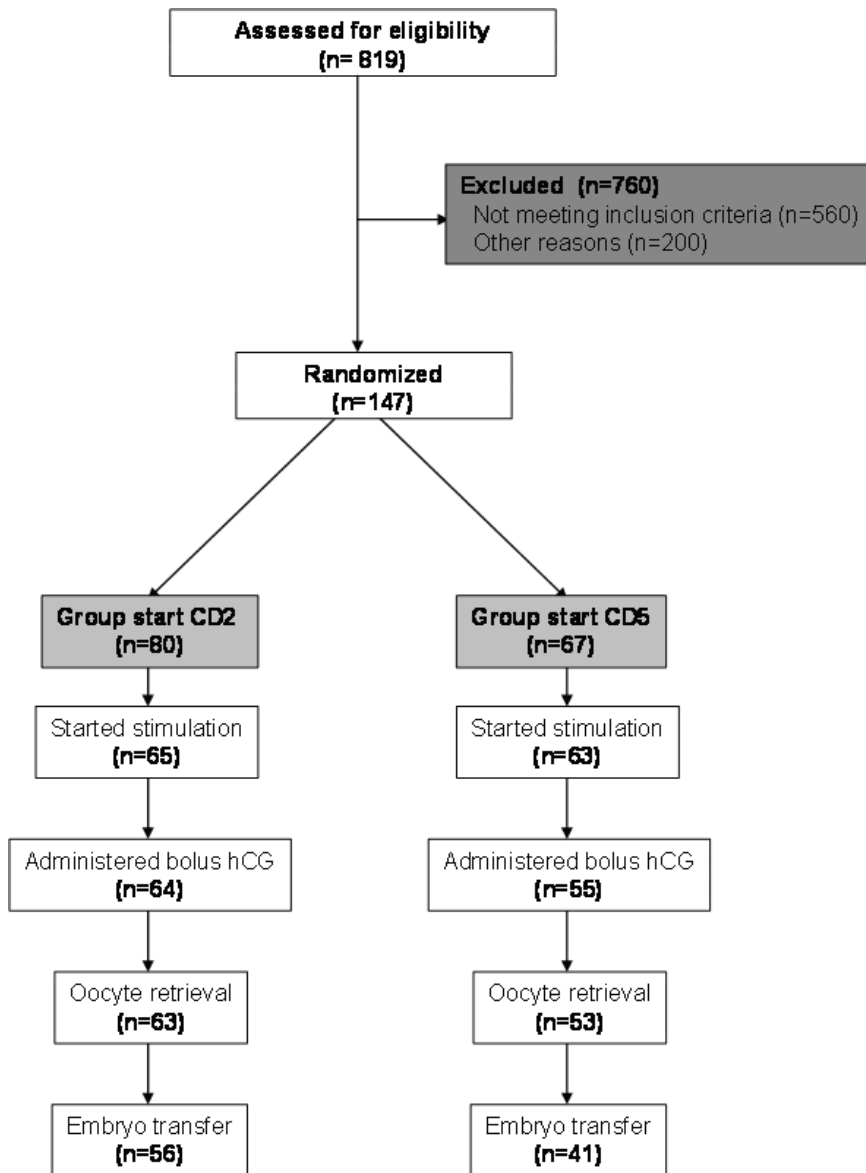 Assessed for eligibility
(n= 819)
Excluded (n=760)
Not meeting inclusion criteria (n=560)
Other reasons (n=200)
Randomized
(n=147)
Group start CD2
(n=80)
Group start CD5
(n=67)
Started stimulation
(n=65)
Started stimulation
(n=63)
Administered bolus hCG
(n=64)
Administered bolus hCG
(n=55)
Oocyte retrieval
(n=63)
Oocyte retrieval
(n=53)
Embryo transfer
(n=56)
Embryo transfer
(n=41)